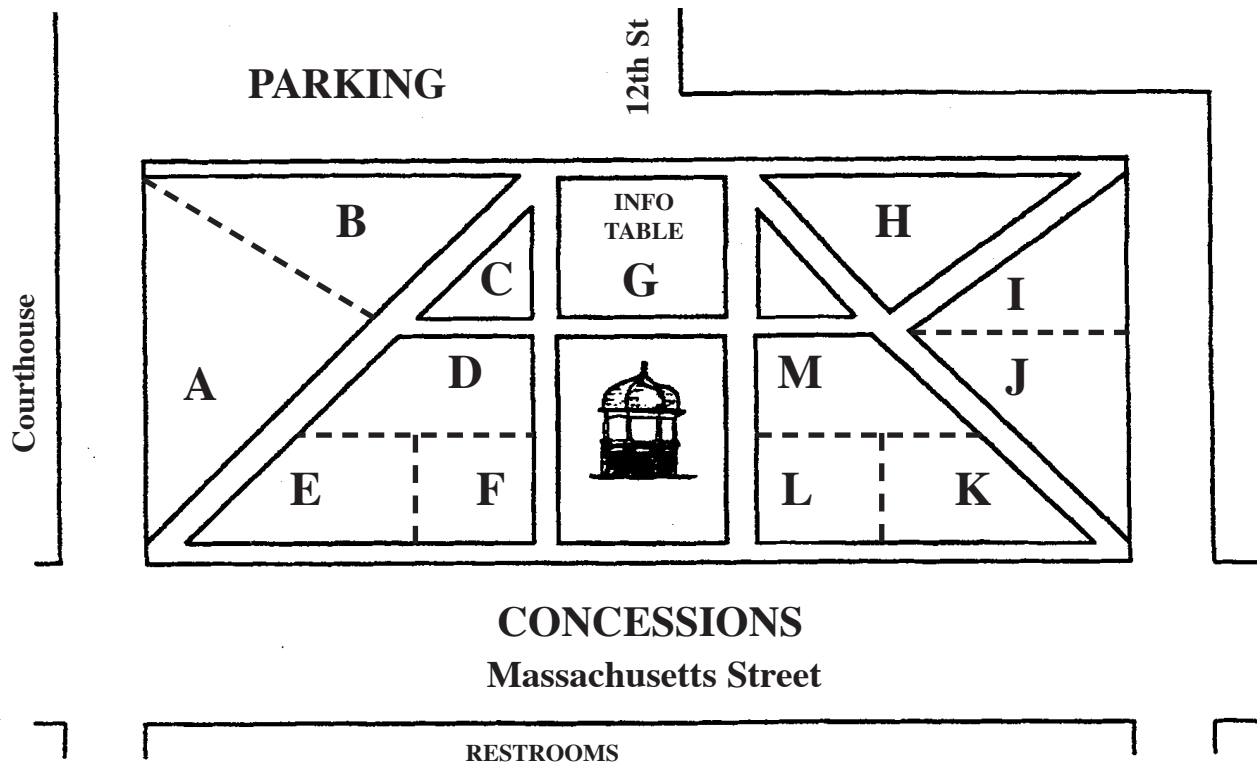 12th St
PARKING
INFO
TABLE
B
H
C
G
I
Courthouse
A
D
M
J
E
F
L
K
CONCESSIONS
Massachusetts Street
RESTROOMS